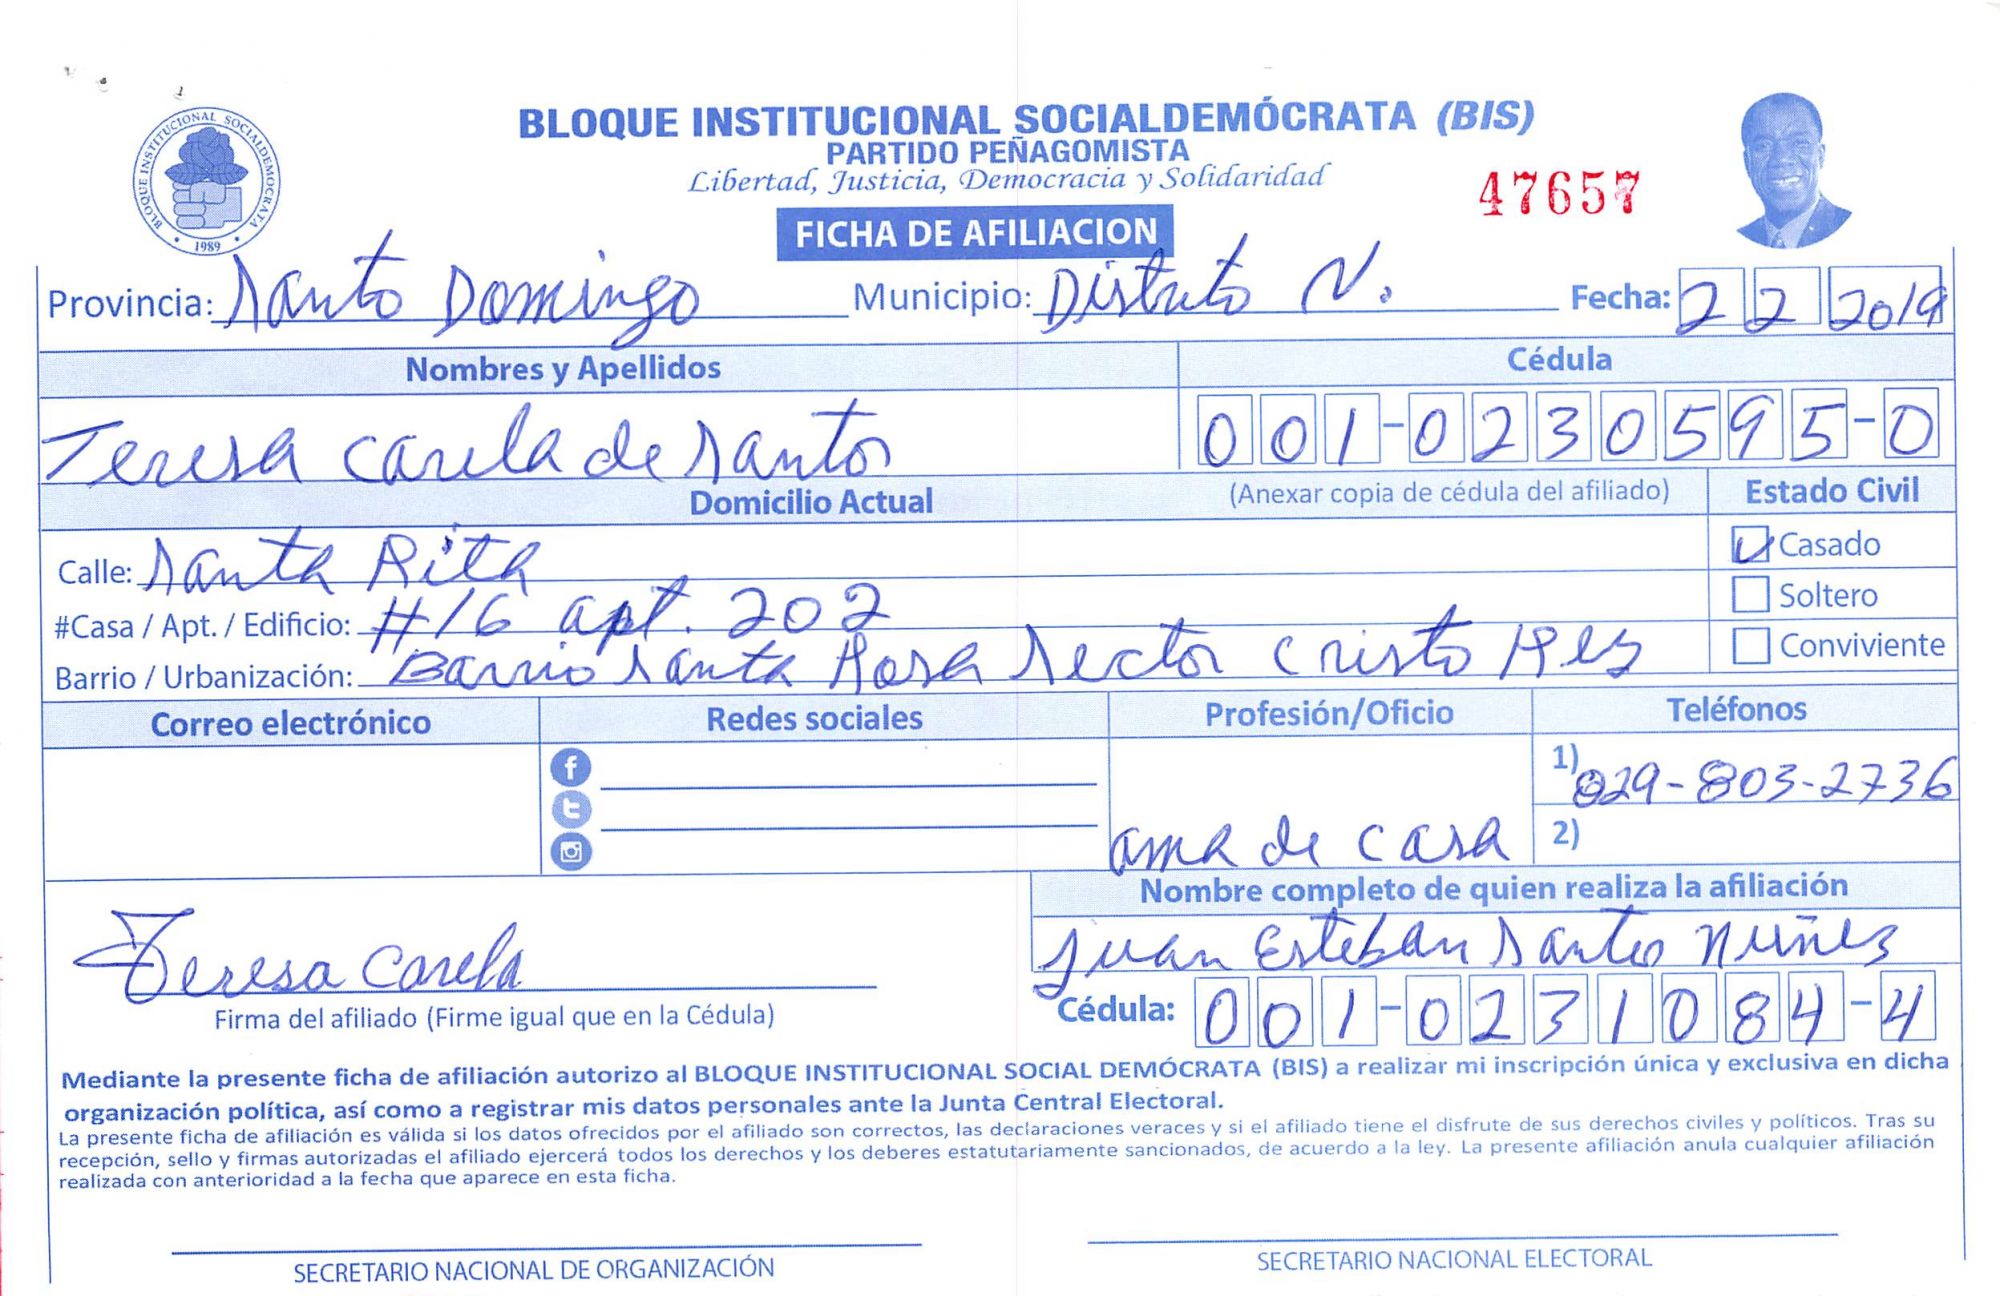 BLOQUE INSTITUCIONAL SOCIALDEMÓCRATA (BIS)
PARTIDO PEÑAGOMISTA
Libertad, Justicia, Democracia y Solidaridad
47657
BLOQUE INSTITUCIONAL SOCIALDEMOCRATA
1989
FICHA DE AFILIACION
Provincia: Santo Domingo Municipio: Distrito N. Fecha: 2 2 2019
Nombres y Apellidos Cédula
Teresa Carela de Santos 001-0230595-0
Domicilio Actual (Anexar copia de cédula del afiliado) Estado Civil
Calle: Santa Rita Casado
#Casa / Apt. / Edificio: #16 apt. 202 Soltero
Barrio / Urbanización: Barrio Santa Rosa Sector Cristo Rey Conviviente
Correo electrónico Redes sociales Profesión/Oficio Teléfonos
1) 829-803-2736
ama de casa 2)
Nombre completo de quien realiza la afiliación
Juan Esteban Santos Núñez
Teresa Carela
Firma del afiliado (Firme igual que en la Cédula) Cédula: 001-0231084-4
Mediante la presente ficha de afiliación autorizo al BLOQUE INSTITUCIONAL SOCIAL DEMÓCRATA (BIS) a realizar mi inscripción única y exclusiva en dicha
organización política, así como a registrar mis datos personales ante la Junta Central Electoral.
La presente ficha de afiliación es válida si los datos ofrecidos por el afiliado son correctos, las declaraciones veraces y si el afiliado tiene el disfrute de sus derechos civiles y políticos. Tras su
recepción, sello y firmas autorizadas el afiliado ejercerá todos los derechos y los deberes estatutariamente sancionados, de acuerdo a la ley. La presente afiliación anula cualquier afiliación
realizada con anterioridad a la fecha que aparece en esta ficha.
SECRETARIO NACIONAL DE ORGANIZACIÓN SECRETARIO NACIONAL ELECTORAL